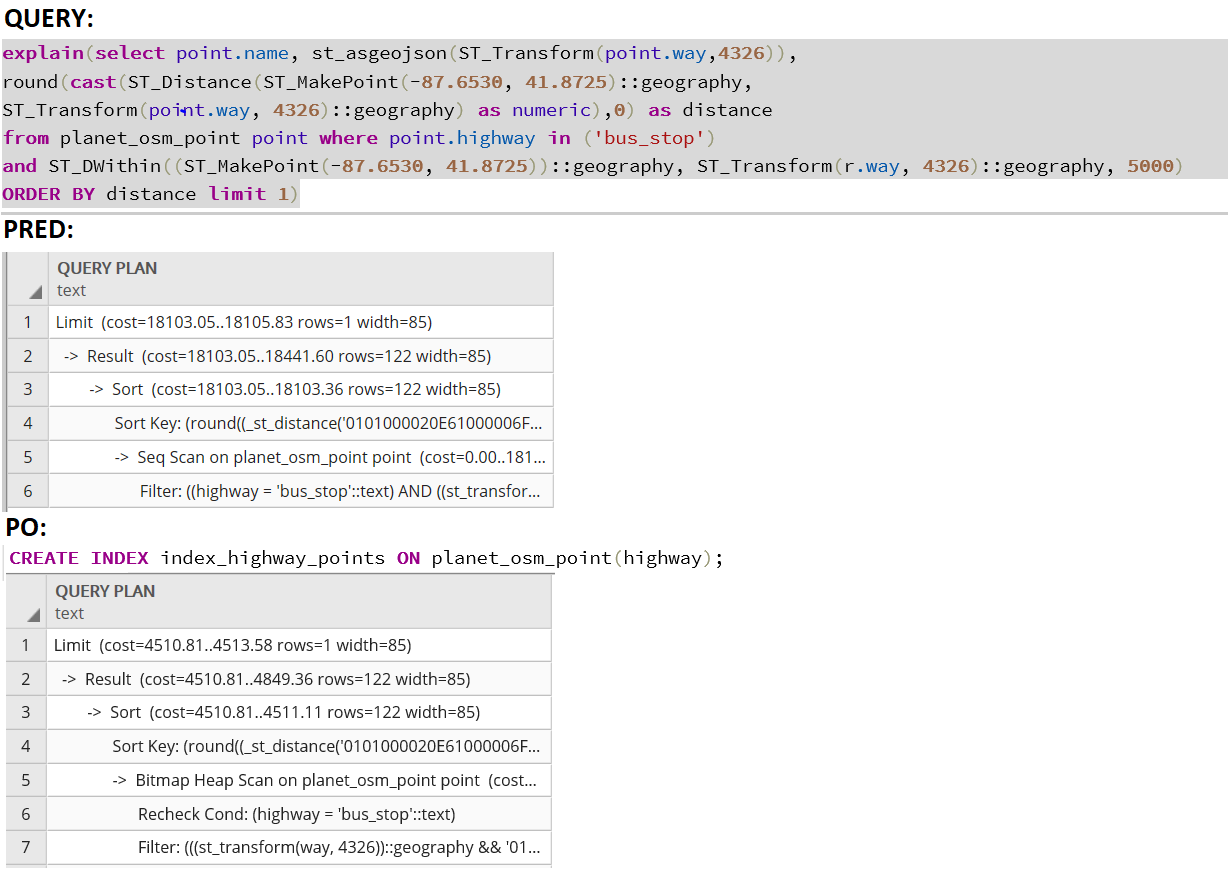 QUERY:
explain(select point.name, st_asgeojson(ST_Transform(point.way,4326)),
round(cast(ST_Distance(ST_MakePoint(-87.6530, 41.8725)::geography,
ST_Transform(point.way, 4326)::geography) as numeric),0) as distance
from planet_osm_point point where point.highway in ('bus_stop')
and ST_DWithin((ST_MakePoint(-87.6530, 41.8725))::geography, ST_Transform(r.way, 4326)::geography, 5000)
ORDER BY distance limit 1)
PRED:
QUERY PLAN
text
1 Limit (cost=18103.05..18105.83 rows=1 width=85)
2 -> Result (cost=18103.05..18441.60 rows=122 width=85)
3 -> Sort (cost=18103.05..18103.36 rows=122 width=85)
4 Sort Key: (round((_st_distance('0101000020E61000006F...
5 -> Seq Scan on planet_osm_point point (cost=0.00..181...
6 Filter: ((highway = 'bus_stop'::text) AND ((st_transfor...
PO:
CREATE INDEX index_highway_points ON planet_osm_point(highway);
QUERY PLAN
text
1 Limit (cost=4510.81..4513.58 rows=1 width=85)
2 -> Result (cost=4510.81..4849.36 rows=122 width=85)
3 -> Sort (cost=4510.81..4511.11 rows=122 width=85)
4 Sort Key: (round((_st_distance('0101000020E61000006F...
5 -> Bitmap Heap Scan on planet_osm_point point (cost...
6 Recheck Cond: (highway = 'bus_stop'::text)
7 Filter: (((st_transform(way, 4326))::geography && '01...